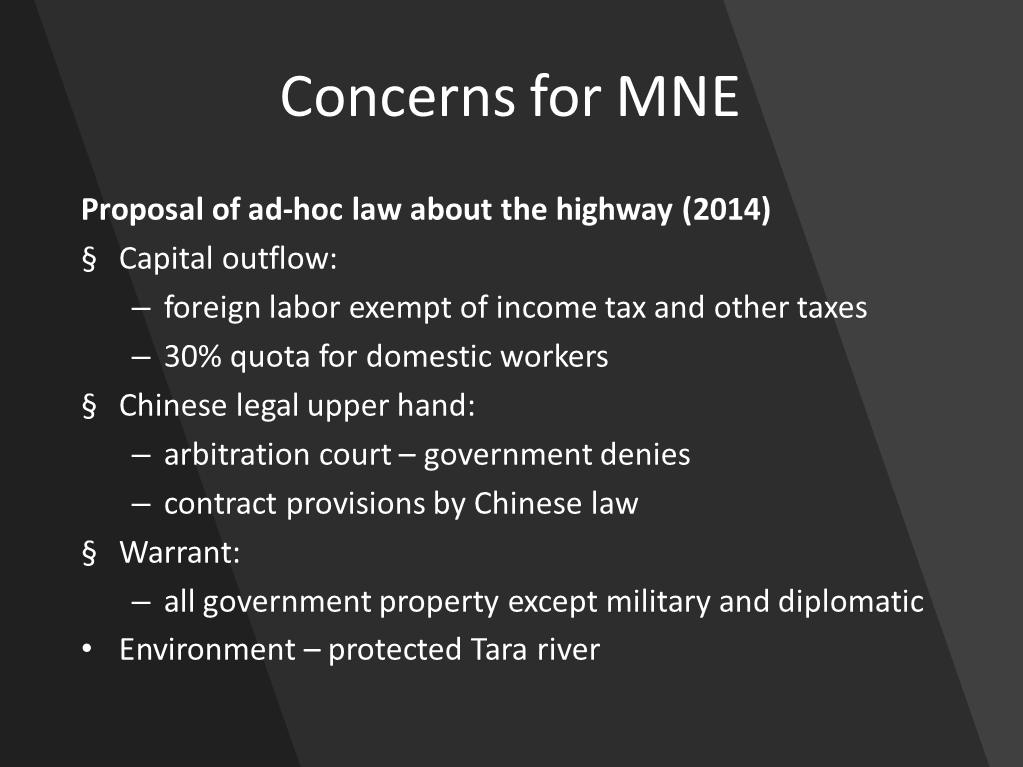 Concerns for MNE
Proposal of ad-hoc law about the highway (2014)
§ Capital outflow:
– foreign labor exempt of income tax and other taxes
– 30% quota for domestic workers
§ Chinese legal upper hand:
– arbitration court – government denies
– contract provisions by Chinese law
§ Warrant:
– all government property except military and diplomatic
• Environment – protected Tara river